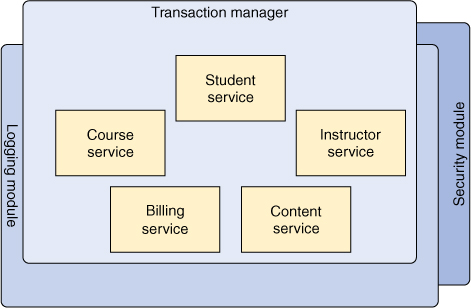 Transaction manager
Student
service
Course
service
Instructor
service
Billing
service
Content
service
Logging module
Security module